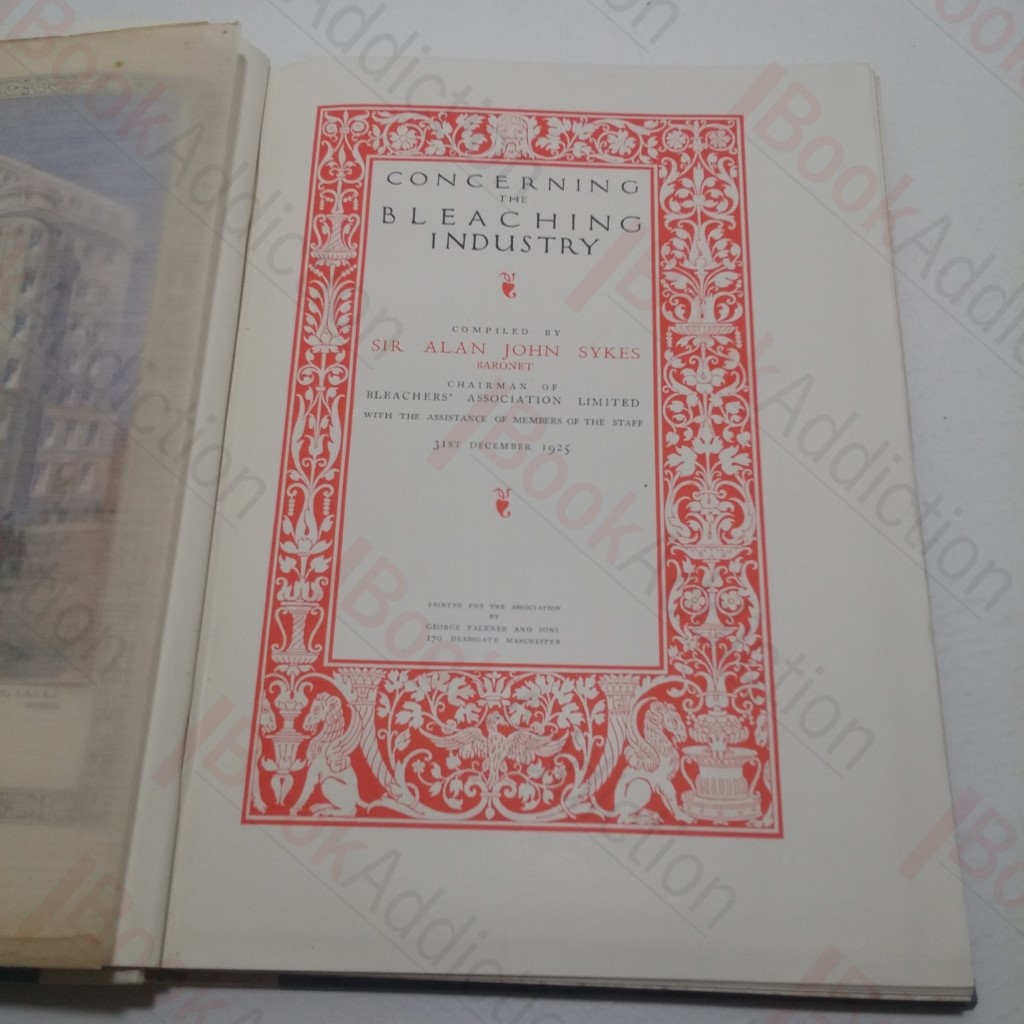 CONCERNING
THE
BLEACHING
INDUSTRY
COMPILED BY
SIR ALAN JOHN SYKES
BARONET
CHAIRMAN OF
BLEACHERS' ASSOCIATION LIMITED
WITH THE ASSISTANCE OF MEMBERS OF THE STAFF
31ST DECEMBER 1925
PRINTED FOR THE ASSOCIATION
BY
GEORGE FALKNER AND SONS
170 DEANSGATE MANCHESTER
BookAddiction